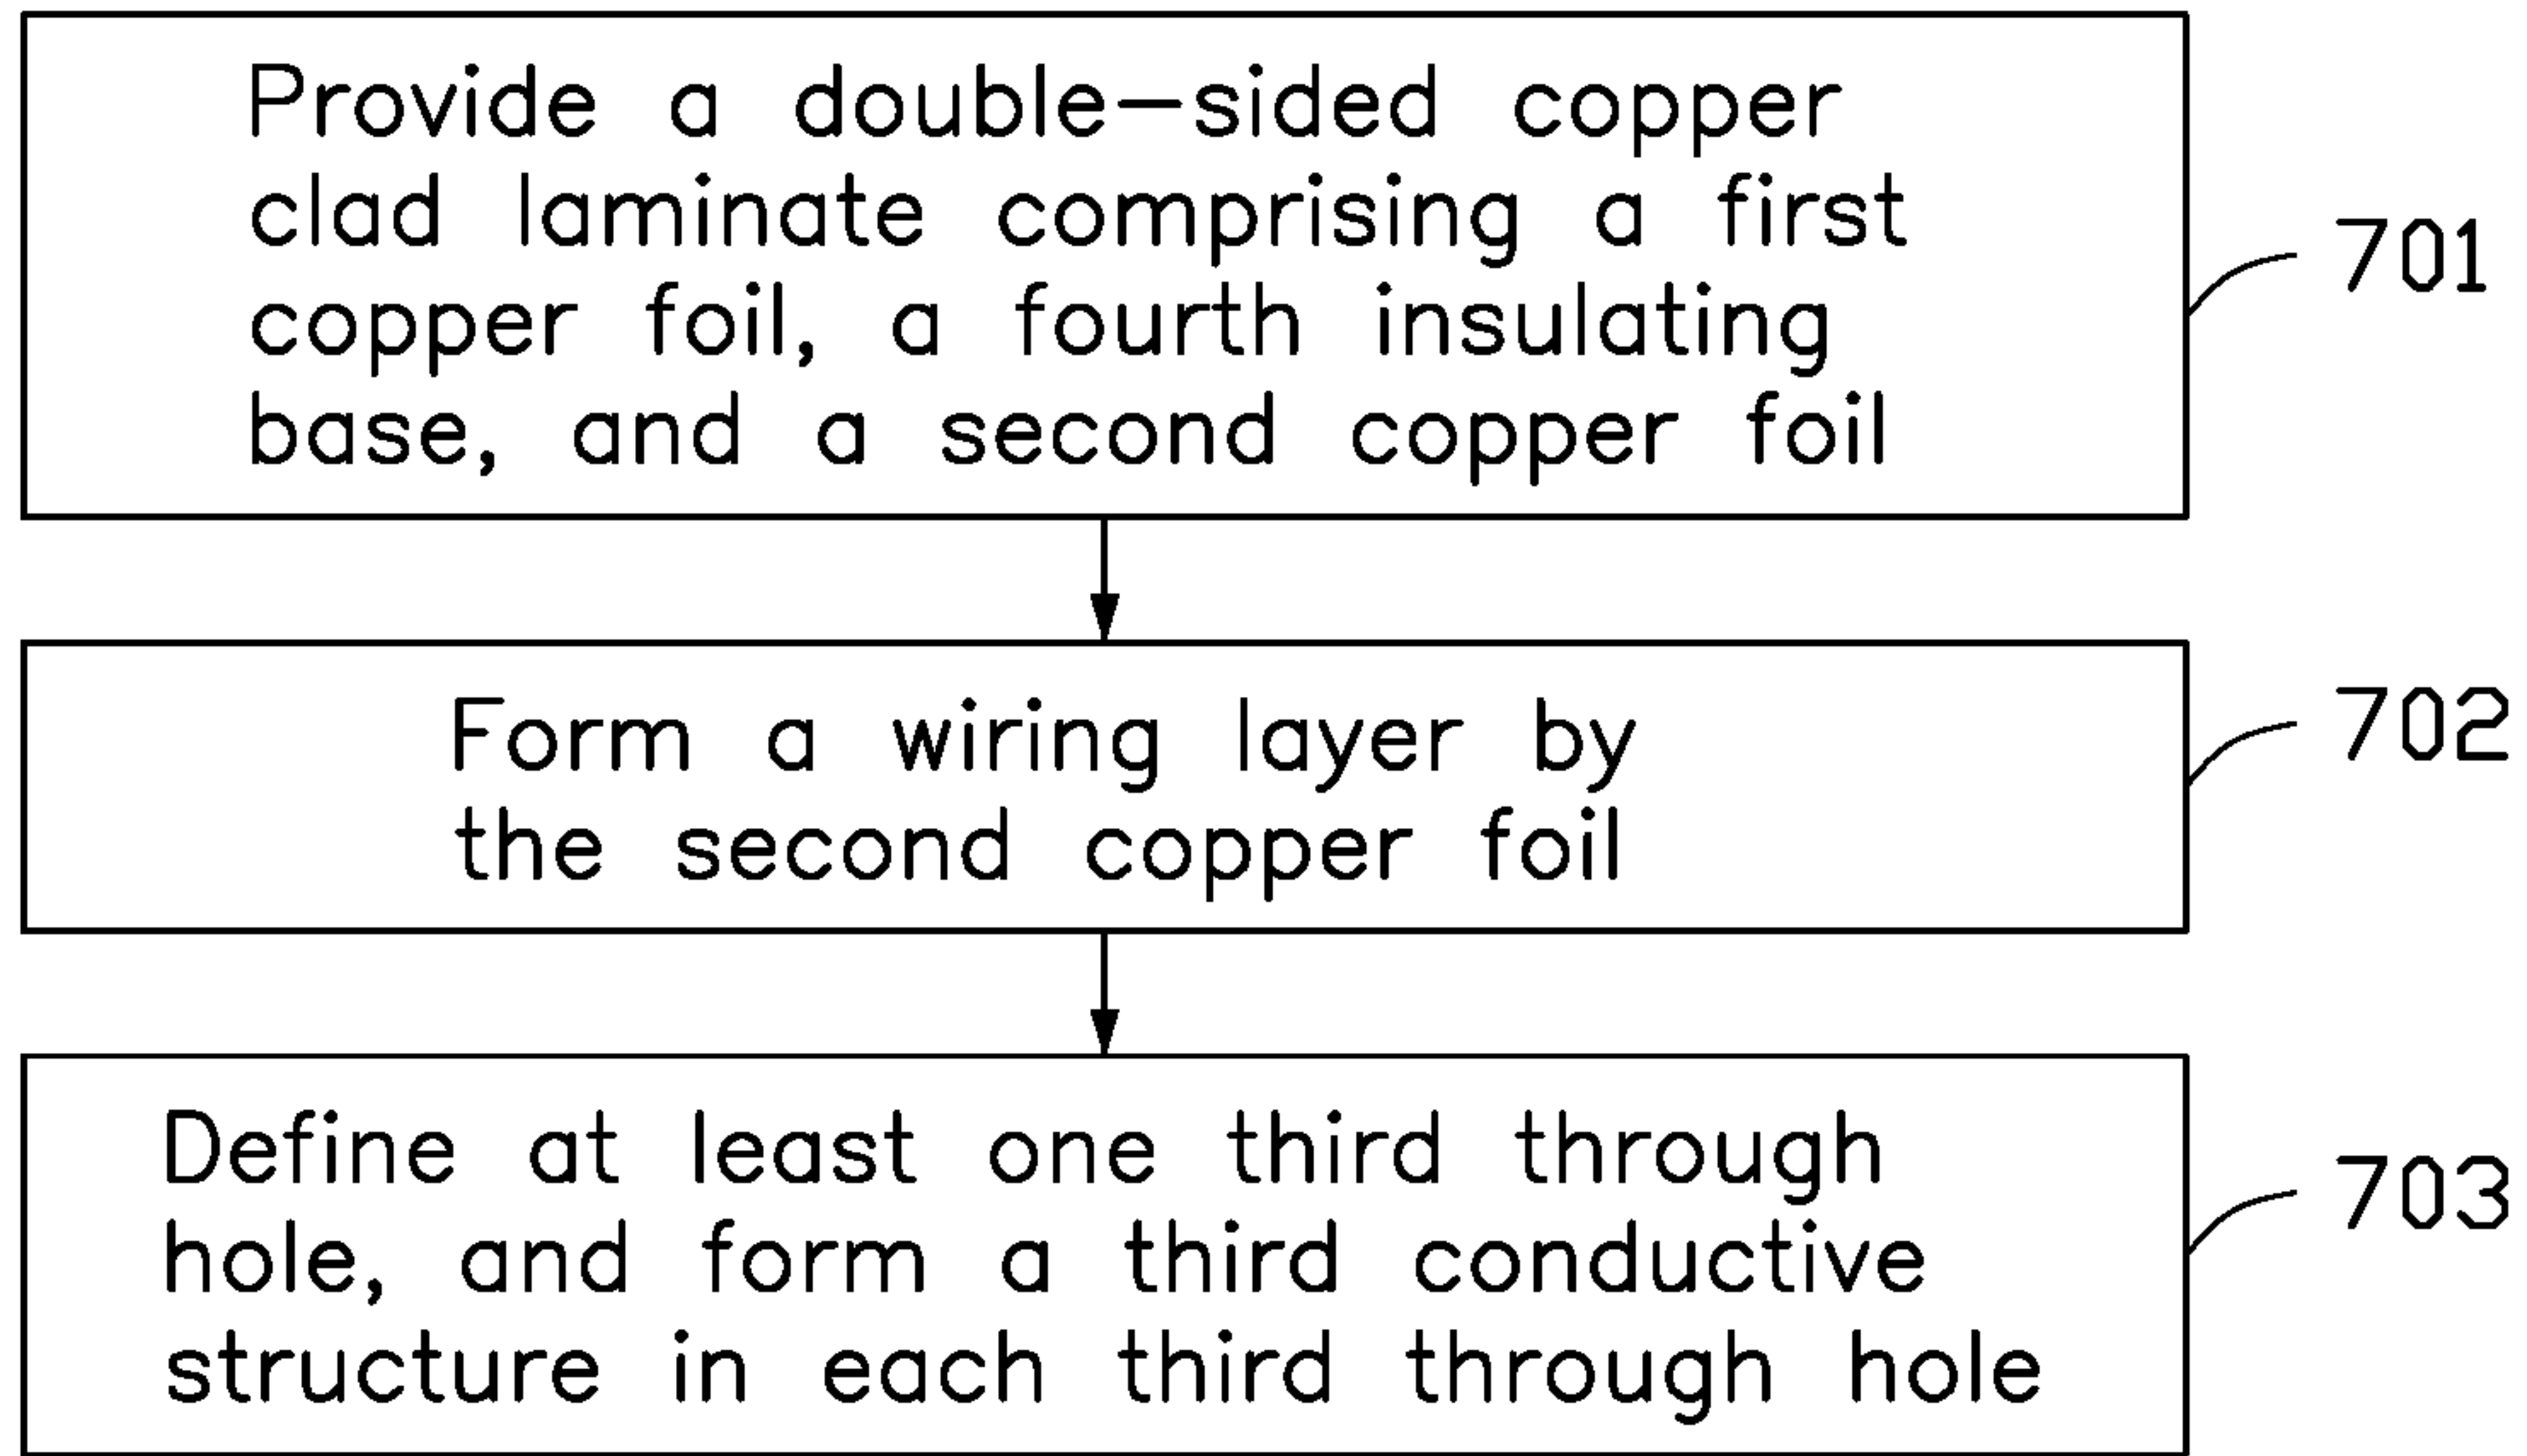 Provide a double-sided copper
clad laminate comprising a first
copper foil, a fourth insulating
base, and a second copper foil
701
Form a wiring layer by
the second copper foil
702
Define at least one third through
hole, and form a third conductive
structure in each third through hole
703